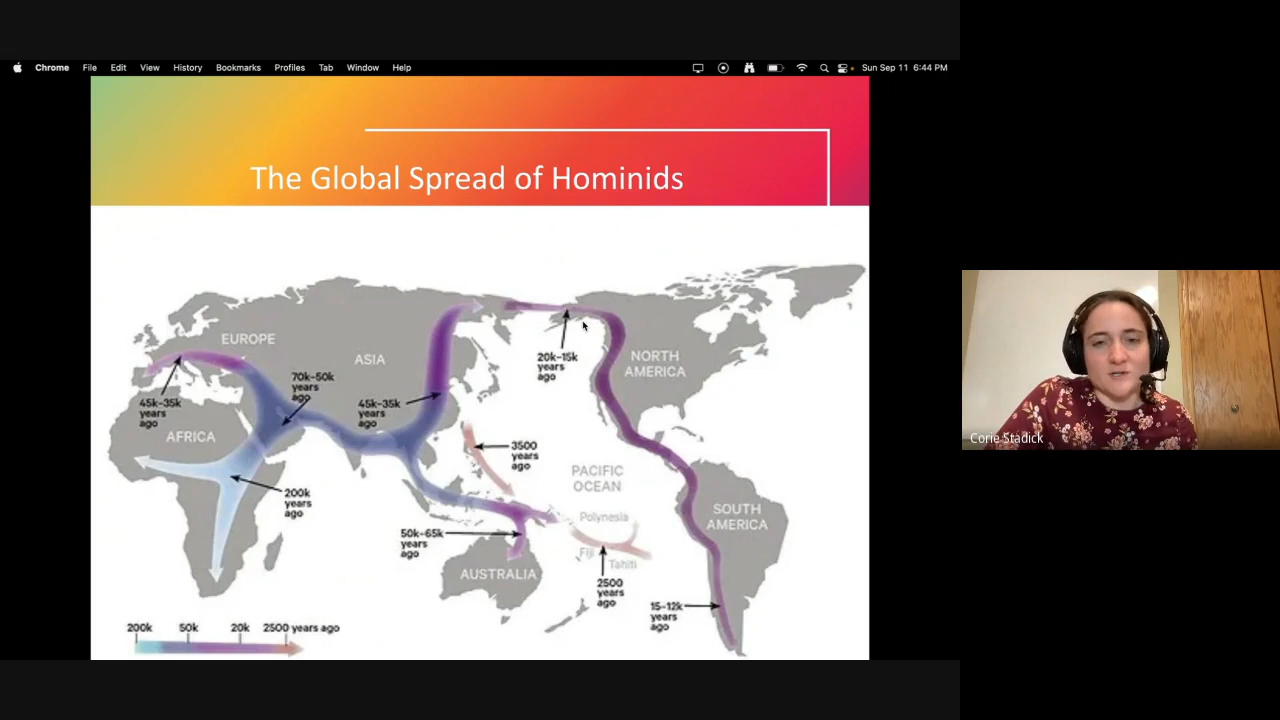 Chrome File Edit View History Bookmarks Profiles Tab Window Help Sun Sep 11 6:44 PM
The Global Spread of Hominids
EUROPE
ASIA
NORTH
AMERICA
20k–15k
years
ago
70k–50k
years
ago
45k–35k
years
ago
45k–35k
years
ago
AFRICA
3500
years
ago
Corie Stadick
PACIFIC
OCEAN
200k
years
ago
SOUTH
AMERICA
Polynesia
50k–65k
years
ago
Fiji
Tahiti
AUSTRALIA
2500
years
ago
15–12k
years
ago
200k 50k 20k 2500 years ago